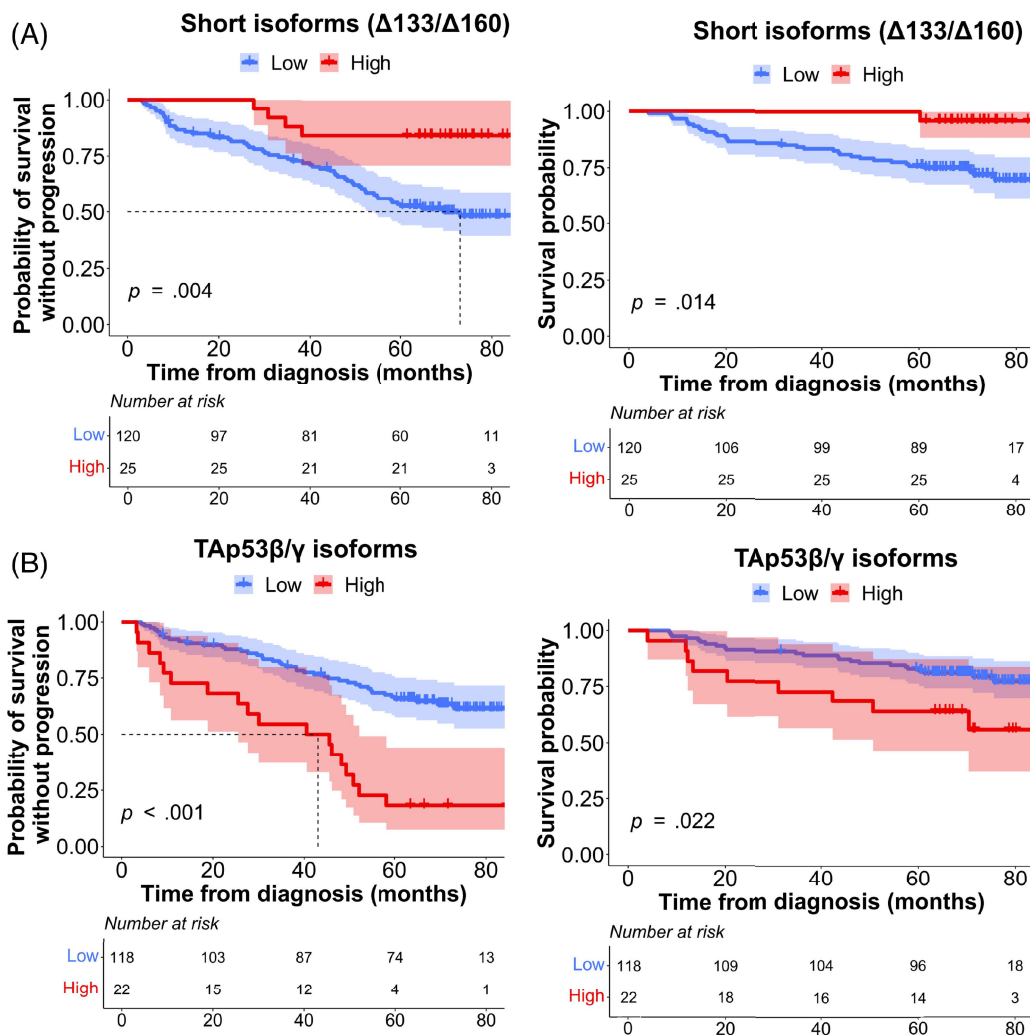 (A)
Short isoforms (Δ133/Δ160)
Low High
Probability of survival
without progression
1.00
0.75
0.50
0.25
0.00
p = .004
0 20 40 60 80
Time from diagnosis (months)
Number at risk
Low 120 97 81 60 11
High 25 25 21 21 3
0 20 40 60 80
Short isoforms (Δ133/Δ160)
Low High
Survival probability
1.00
0.75
0.50
0.25
0.00
p = .014
0 20 40 60 80
Time from diagnosis (months)
Number at risk
Low 120 106 99 89 17
High 25 25 25 25 4
0 20 40 60 80
(B)
TAp53β/γ isoforms
Low High
Probability of survival
without progression
1.00
0.75
0.50
0.25
0.00
p < .001
0 20 40 60 80
Time from diagnosis (months)
Number at risk
Low 118 103 87 74 13
High 22 15 12 4 1
0 20 40 60 80
TAp53β/γ isoforms
Low High
Survival probability
1.00
0.75
0.50
0.25
0.00
p = .022
0 20 40 60 80
Time from diagnosis (months)
Number at risk
Low 118 109 104 96 18
High 22 18 16 14 3
0 20 40 60 80